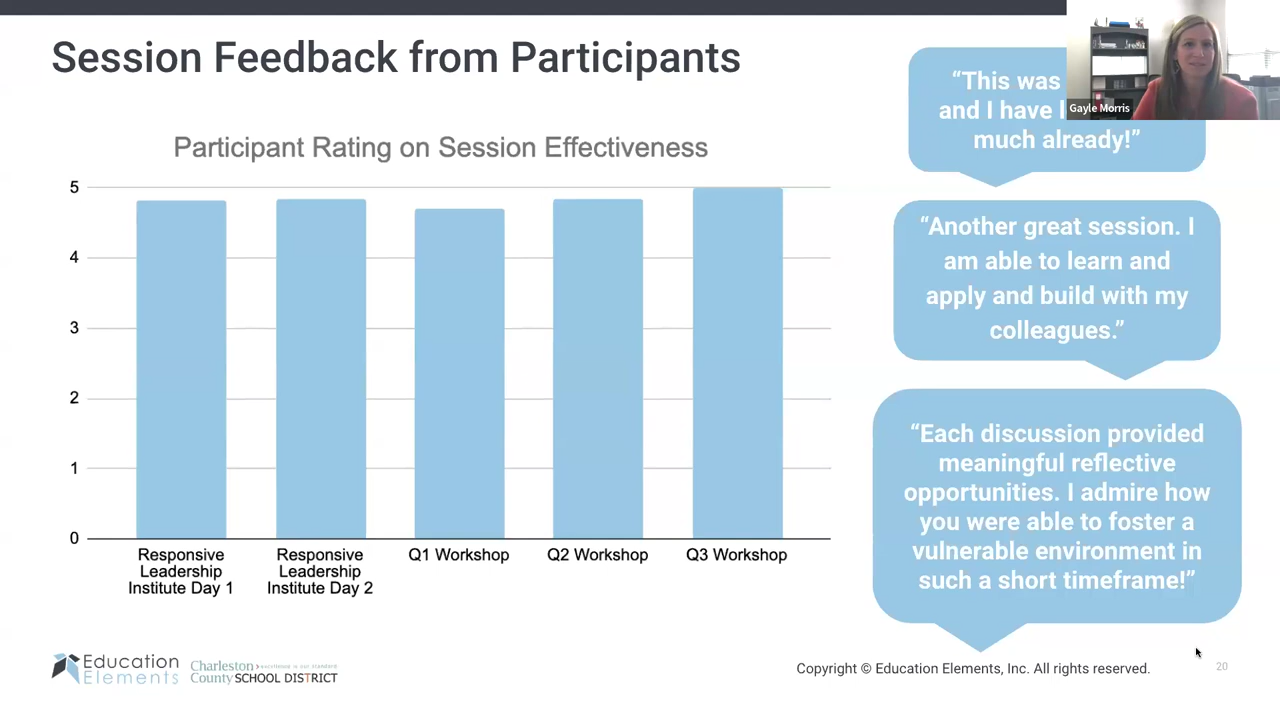 Session Feedback from Participants
Participant Rating on Session Effectiveness
5
4
3
2
1
0
Responsive
Leadership
Institute Day 1
Responsive
Leadership
Institute Day 2
Q1 Workshop
Q2 Workshop
Q3 Workshop
“This was
and I have
much already!”
Gayle Morris
“Another great session. I
am able to learn and
apply and build with my
colleagues.”
“Each discussion provided
meaningful reflective
opportunities. I admire how
you were able to foster a
vulnerable environment in
such a short timeframe!”
Education
Elements
Charleston excellence is our standard
County SCHOOL DISTRICT
Copyright © Education Elements, Inc. All rights reserved.
20